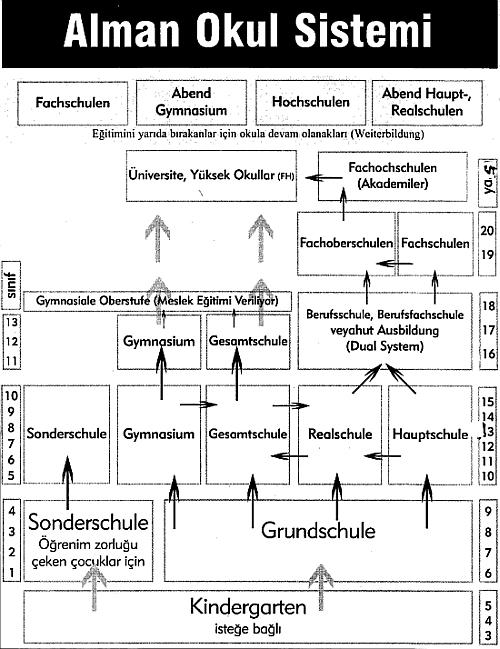 Alman Okul Sistemi
Fachschulen
Abend
Gymnasium
Hochschulen
Abend Haupt-,
Realschulen
Eğitimini yarıda bırakanlar için okula devam olanakları (Weiterbildung)
Üniversite, Yüksek Okullar (FH)
Fachochschulen
(Akademiler)
Yaş
Fachoberschulen
Fachschulen
20
19
sınıf
Gymnasiale Oberstufe (Meslek Eğitimi Veriliyor)
13
12
11
Gymnasium
Gesamtschule
Berufsschule, Berufsfachschule
veyahut Ausbildung
(Dual System)
18
17
16
10
9
8
7
6
5
Sonderschule
Gymnasium
Gesamtschule
Realschule
Hauptschule
15
14
13
12
11
10
4
3
2
1
Sonderschule
Öğrenim zorluğu
çeken çocuklar için
Grundschule
9
8
7
6
Kindergarten
isteğe bağlı
5
4
3